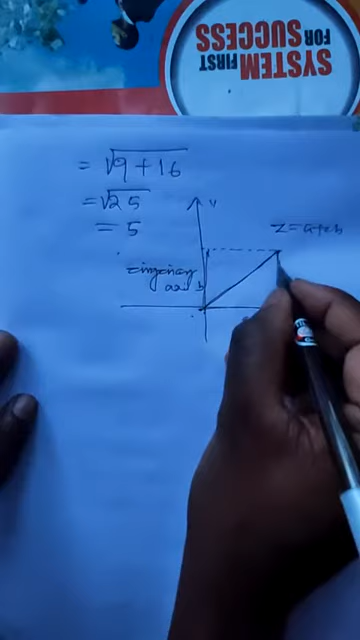 SYSTEM FIRST
FOR SUCCESS
= √9 + 16
= √25
= 5
y
z = a + ib
imaginary
axis b